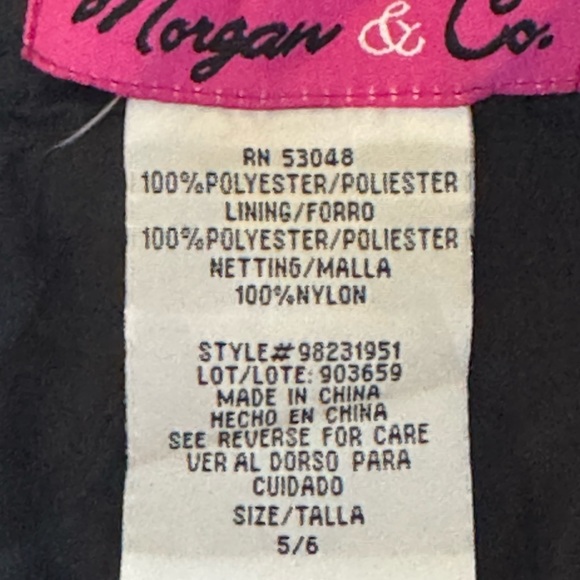 Morgan & Co.
RN 53048
100%POLYESTER/POLIESTER
LINING/FORRO
100%POLYESTER/POLIESTER
NETTING/MALLA
100%NYLON
STYLE#98231951
LOT/LOTE: 903659
MADE IN CHINA
HECHO EN CHINA
SEE REVERSE FOR CARE
VER AL DORSO PARA
CUIDADO
SIZE/TALLA
5/6